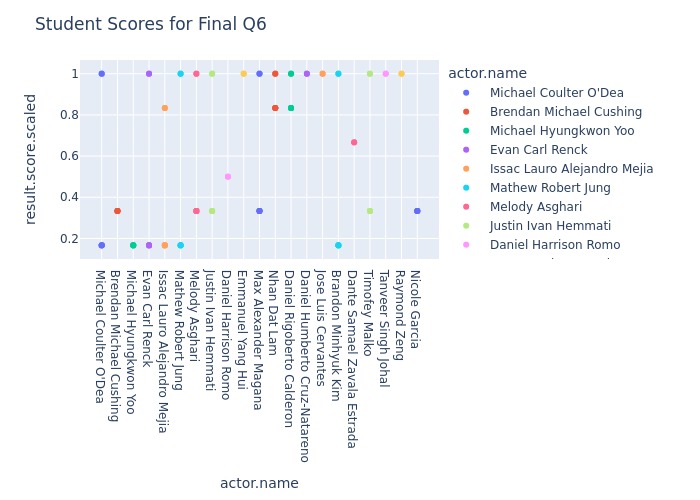 Student Scores for Final Q6
actor.name
Michael Coulter O'Dea
Brendan Michael Cushing
Michael Hyungkwon Yoo
Evan Carl Renck
Issac Lauro Alejandro Mejia
Mathew Robert Jung
Melody Asghari
Justin Ivan Hemmati
Daniel Harrison Romo
result.score.scaled
1
0.8
0.6
0.4
0.2
Michael Coulter O'Dea
Brendan Michael Cushing
Michael Hyungkwon Yoo
Evan Carl Renck
Issac Lauro Alejandro Mejia
Mathew Robert Jung
Melody Asghari
Justin Ivan Hemmati
Daniel Harrison Romo
Emmanuel Yang Hui
Max Alexander Magana
Nhan Dat Lam
Daniel Rigoberto Calderon
Daniel Humberto Cruz-Natareno
Jose Luis Cervantes
Brandon Minhyuk Kim
Dante Samael Zavala Estrada
Timofey Malko
Tanveer Singh Johal
Raymond Zeng
Nicole Garcia
actor.name